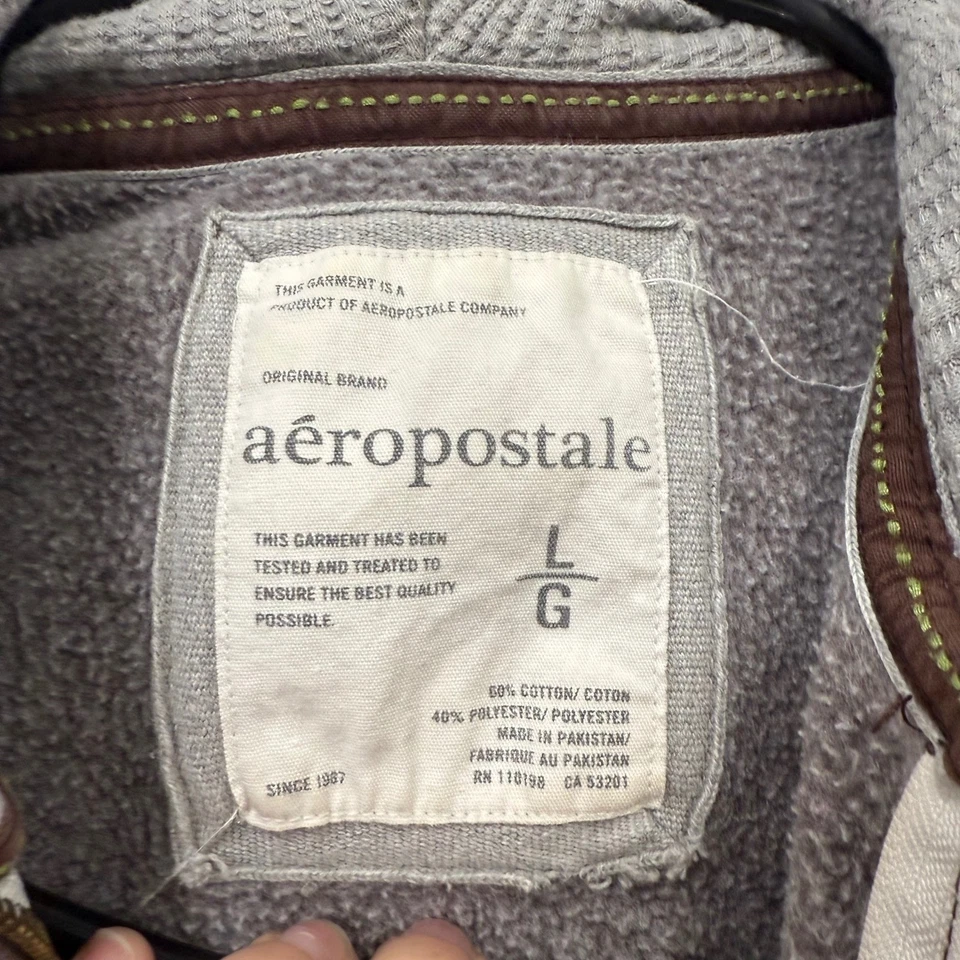 THIS GARMENT IS A
PRODUCT OF AEROPOSTALE COMPANY
ORIGINAL BRAND
aéropostale
THIS GARMENT HAS BEEN
TESTED AND TREATED TO
ENSURE THE BEST QUALITY
POSSIBLE.
L
G
60% COTTON/ COTON
40% POLYESTER/ POLYESTER
MADE IN PAKISTAN/
FABRIQUE AU PAKISTAN
RN 110198 CA 53201
SINCE 1987